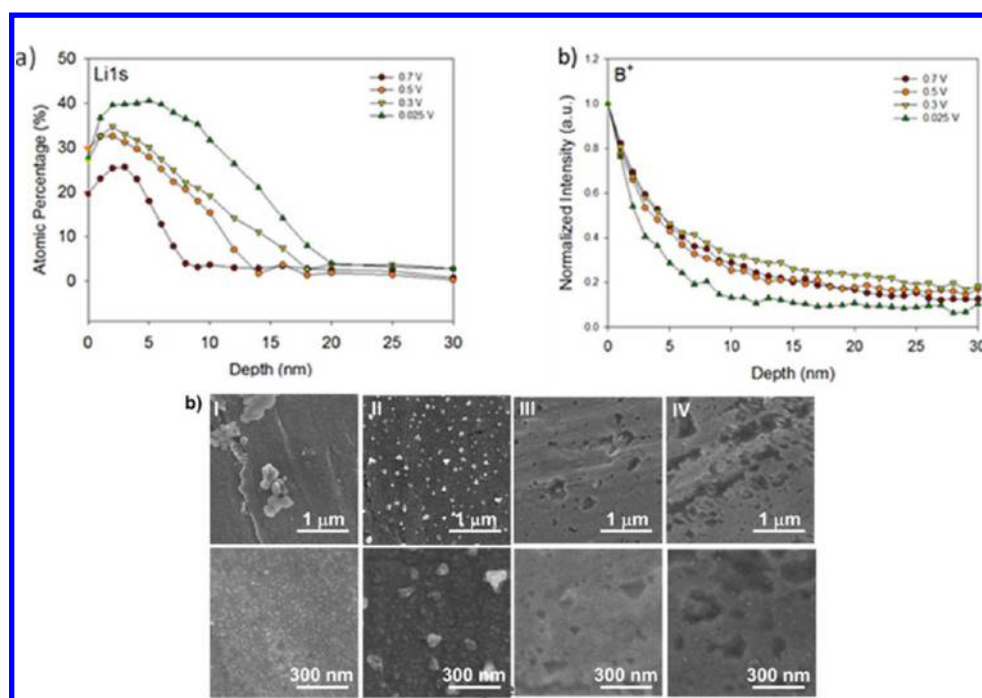 a)
Li1s
0.7 V
0.5 V
0.3 V
0.025 V
50
40
30
20
10
0
Atomic Percentage (%)
0 5 10 15 20 25 30
Depth (nm)
b)
B+
0.7 V
0.5 V
0.3 V
0.025 V
1.2
1.0
0.8
0.6
0.4
0.2
0.0
Normalized Intensity (a.u.)
0 5 10 15 20 25 30
Depth (nm)
b)
I II III IV
1 μm 1 μm 1 μm 1 μm
300 nm 300 nm 300 nm 300 nm